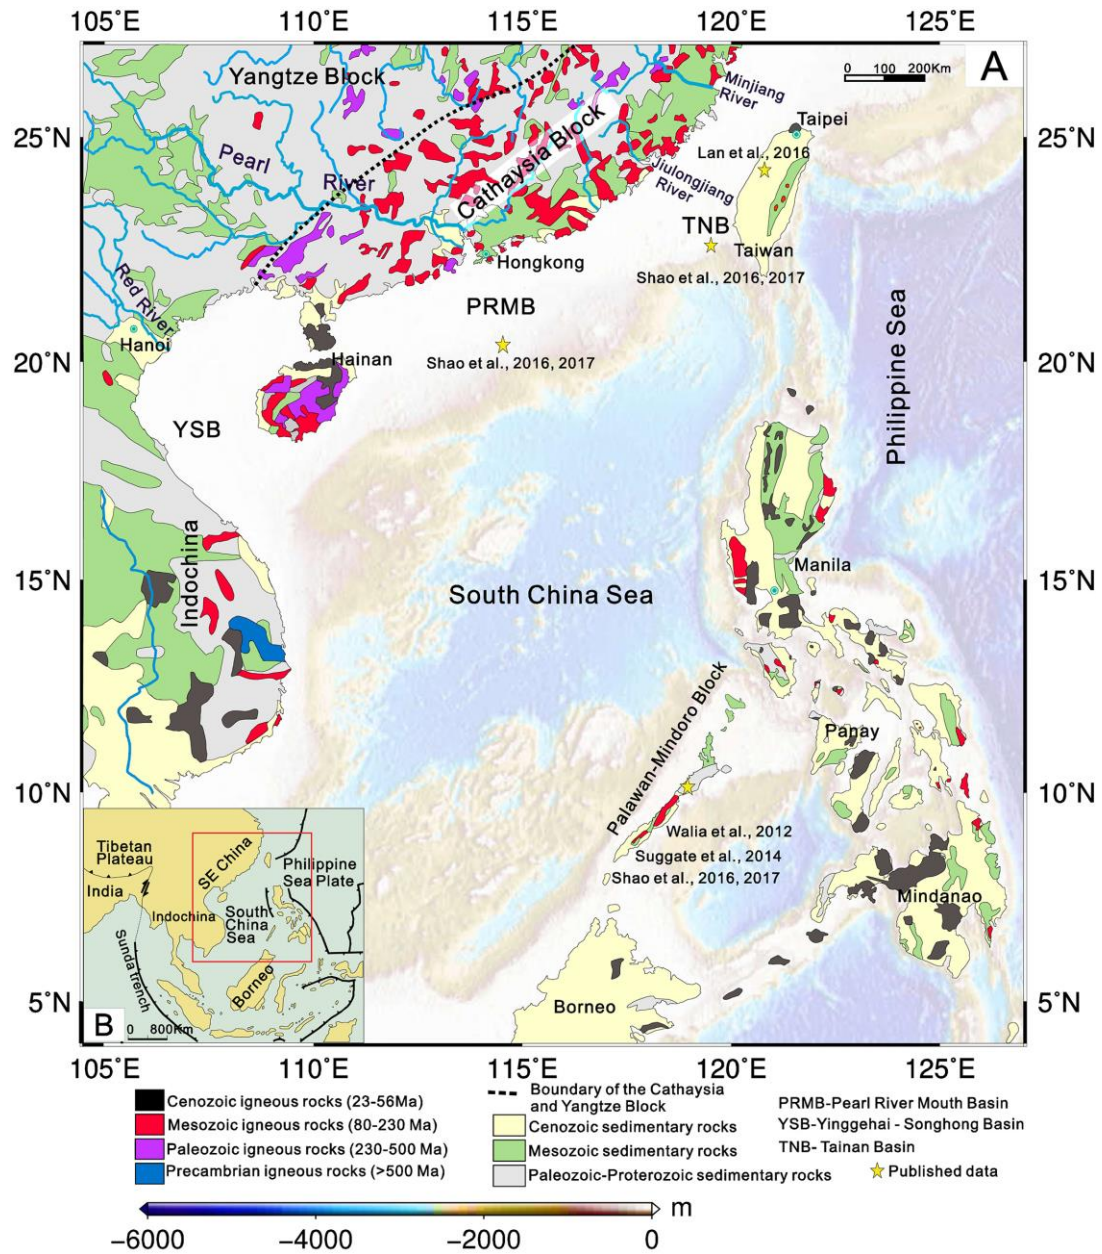 105°E
110°E
115°E
120°E
125°E
A
0 100 200Km
Yangtze Block
Minjiang
River
25°N
Taipei
25°N
Cathaysia Block
Lan et al., 2016
Pearl
River
Jiulongjiang
River
TNB
Taiwan
Hongkong
Shao et al., 2016, 2017
Red River
Philippine Sea
PRMB
Hanoi
20°N
Hainan
Shao et al., 2016, 2017
20°N
YSB
Indochina
Manila
15°N
South China Sea
15°N
Palawan-Mindoro Block
Panay
10°N
10°N
Walia et al., 2012
Suggate et al., 2014
Shao et al., 2016, 2017
Mindanao
Tibetan
Plateau
SE China
Philippine
Sea Plate
India
Indochina
South
China
Sea
Sunda trench
Borneo
B
0 800Km
5°N
Borneo
5°N
105°E
110°E
115°E
120°E
125°E
Cenozoic igneous rocks (23-56Ma)
Mesozoic igneous rocks (80-230 Ma)
Paleozoic igneous rocks (230-500 Ma)
Precambrian igneous rocks (>500 Ma)
Boundary of the Cathaysia
and Yangtze Block
Cenozoic sedimentary rocks
Mesozoic sedimentary rocks
Paleozoic-Proterozoic sedimentary rocks
PRMB-Pearl River Mouth Basin
YSB-Yinggehai - Songhong Basin
TNB- Tainan Basin
Published data
m
−6000
−4000
−2000
0